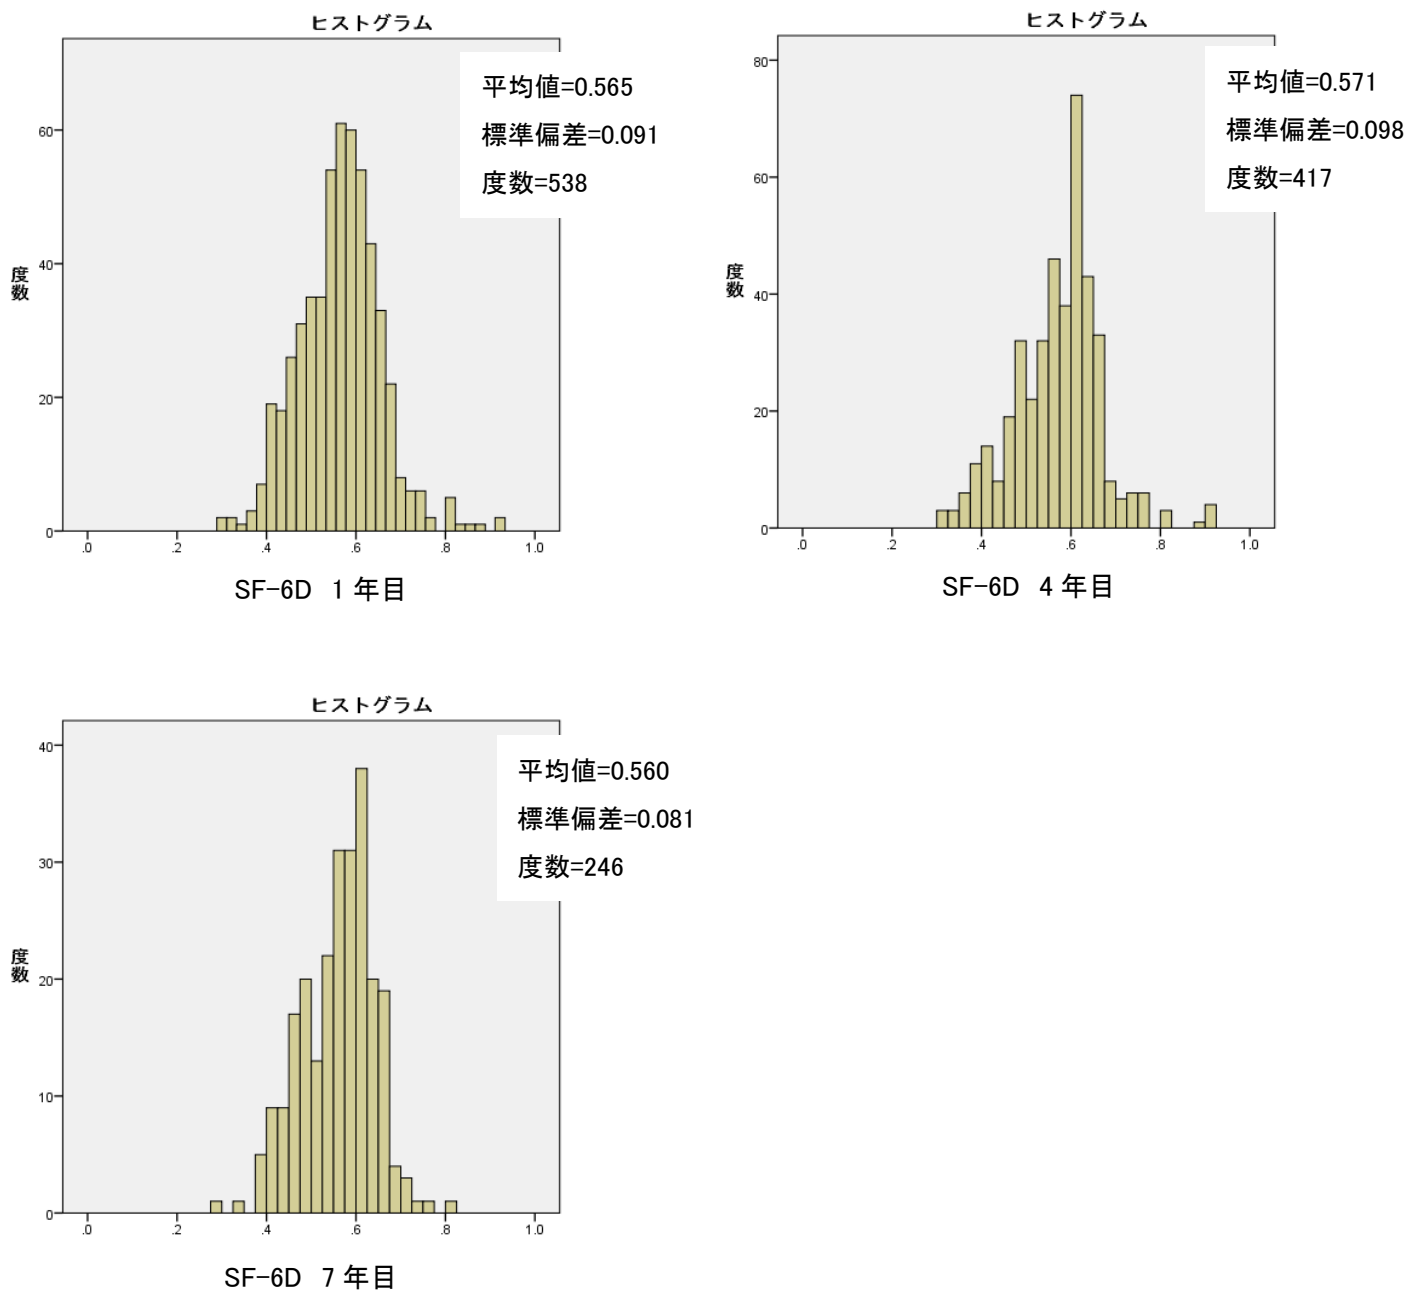 ヒストグラム
平均値=0.565
標準偏差=0.091
度数=538
度数
60
40
20
0
.0 .2 .4 .6 .8 1.0
SF-6D 1 年目
ヒストグラム
平均値=0.571
標準偏差=0.098
度数=417
度数
80
60
40
20
0
.0 .2 .4 .6 .8 1.0
SF-6D 4 年目
ヒストグラム
平均値=0.560
標準偏差=0.081
度数=246
度数
40
30
20
10
0
.0 .2 .4 .6 .8 1.0
SF-6D 7 年目